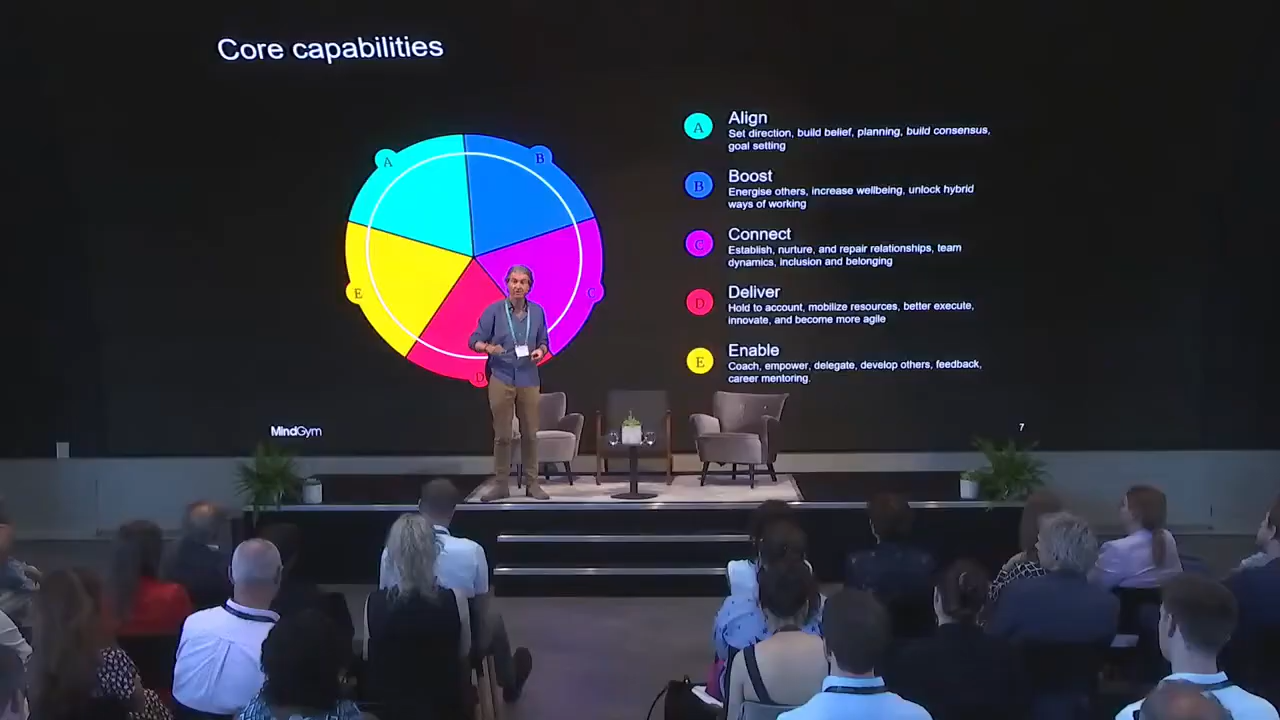 Core capabilities
A
B
C
D
E
A
Align
Set direction, build belief, planning, build consensus,
goal setting
B
Boost
Energise others, increase wellbeing, unlock hybrid
ways of working
C
Connect
Establish, nurture, and repair relationships, team
dynamics, inclusion and belonging
D
Deliver
Hold to account, mobilize resources, better execute,
innovate, and become more agile
E
Enable
Coach, empower, delegate, develop others, feedback,
career mentoring.
MindGym
7